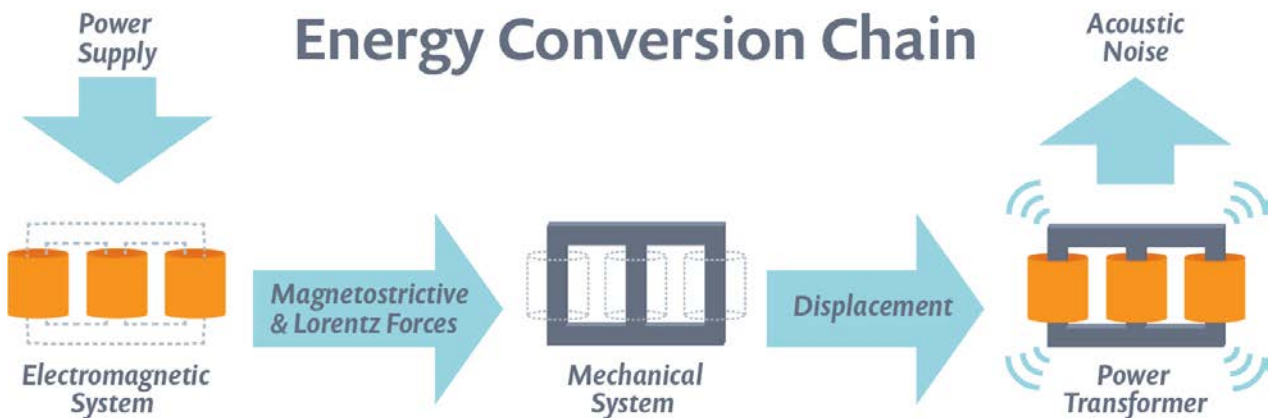 Power
Supply
Energy Conversion Chain
Acoustic
Noise
Magnetostrictive
& Lorentz Forces
Displacement
Electromagnetic
System
Mechanical
System
Power
Transformer